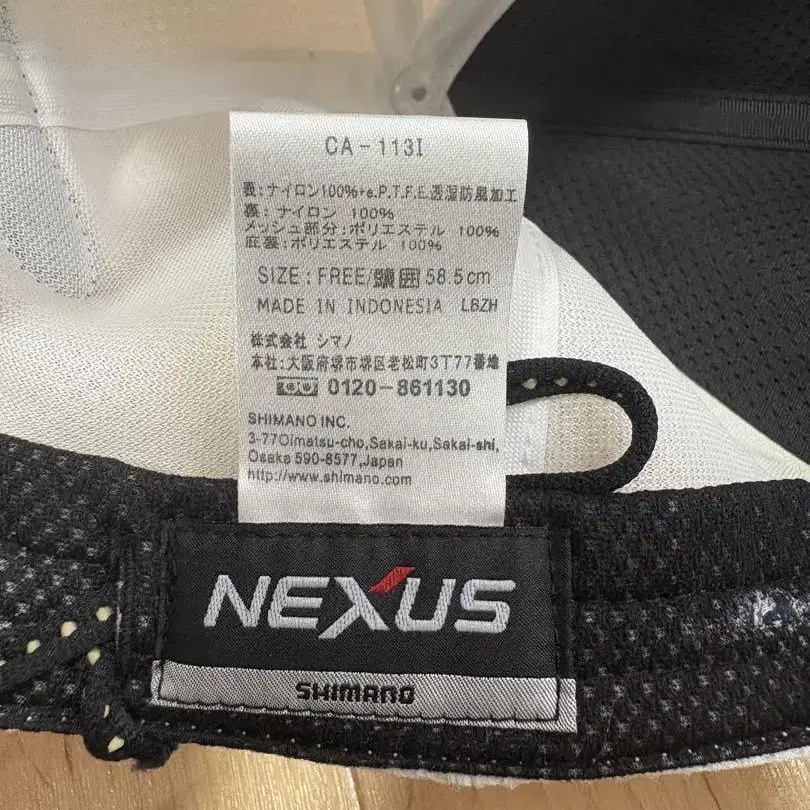 CA-113I
表:ナイロン100%+e.P.T.F.E.透湿防風加工
裏:ナイロン 100%
メッシュ部分:ポリエステル 100%
庇裏:ポリエステル 100%
SIZE:FREE/頭囲58.5cm
MADE IN INDONESIA LBZH
株式会社 シマノ
本社:大阪府堺市堺区老松町3丁77番地
0120-861130
SHIMANO INC.
3-77Oimatsu-cho,Sakai-ku,Sakai-shi,
Osaka 590-8577,Japan
http://www.shimano.com
NEXUS
SHIMANO